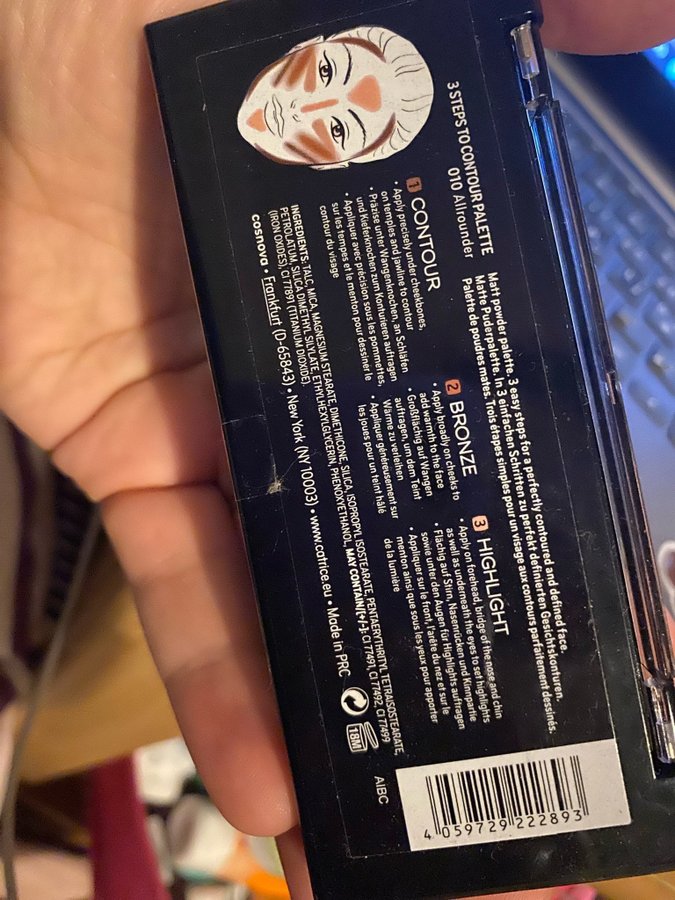 3 STEPS TO CONTOUR PALETTE
010 Allrounder
Matt powder palette. 3 easy steps for a perfectly contoured and defined face.
Matte Puderpalette. In 3 einfachen Schritten zu perfekt definierten Gesichtskonturen.
Palette de poudres mates. Trois étapes simples pour un visage aux contours parfaitement dessinés.
1 CONTOUR
• Apply precisely under cheekbones,
on temples and jawline to contour
• Präzise unter Wangenknochen, an Schläfen
und Kieferknochen zum Konturieren auftragen
• Appliquer avec précision sous les pommettes,
sur les tempes et le menton pour dessiner le
contour du visage
2 BRONZE
• Apply broadly on cheeks to
add warmth to the face
• Großflächig auf Wangen
auftragen, um dem Teint
Wärme zu verleihen
• Appliquer généreusement sur
les joues pour un teint hâlé
3 HIGHLIGHT
• Apply on forehead, bridge of the nose and chin
as well as underneath the eyes to set highlights
• Flächig auf Stirn, Nasenrücken und Kinnpartie
sowie unter den Augen für Highlights auftragen
• Appliquer sur le front, l'arête du nez et sur le
menton ainsi que sous les yeux pour apporter
de la lumière
INGREDIENTS: TALC, MICA, MAGNESIUM STEARATE, DIMETHICONE, SILICA, ISOPROPYL ISOSTEARATE, PENTAERYTHRITYL TETRAISOSTEARATE,
PETROLATUM, SILICA DIMETHYL SILYLATE, ETHYLHEXYLGLYCERIN, PHENOXYETHANOL. MAY CONTAIN [+/-]: CI 77491, CI 77492, CI 77499
(IRON OXIDES), CI 77891 (TITANIUM DIOXIDE).
cosnova • Frankfurt (D-65843) • New York (NY 10003) • www.catrice.eu • Made in PRC
18M
AIBC
4 059729 222893